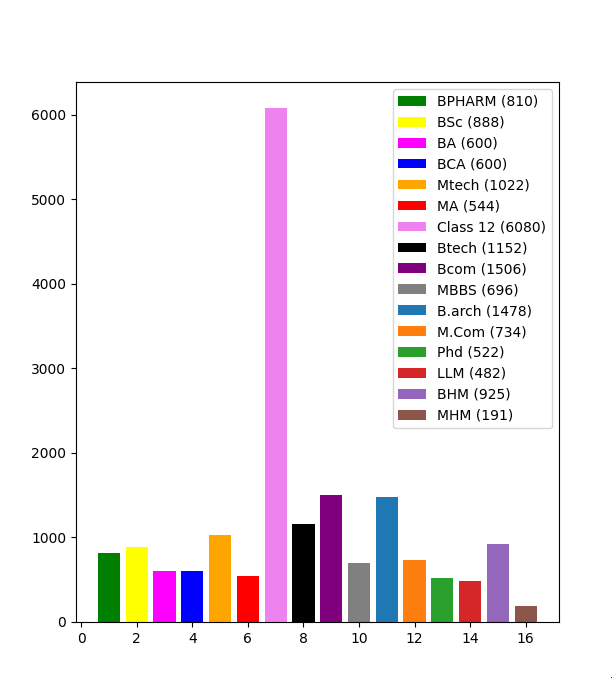 6000
5000
4000
3000
2000
1000
0
BPHARM (810)
BSc (888)
BA (600)
BCA (600)
Mtech (1022)
MA (544)
Class 12 (6080)
Btech (1152)
Bcom (1506)
MBBS (696)
B.arch (1478)
M.Com (734)
Phd (522)
LLM (482)
BHM (925)
MHM (191)
0 2 4 6 8 10 12 14 16